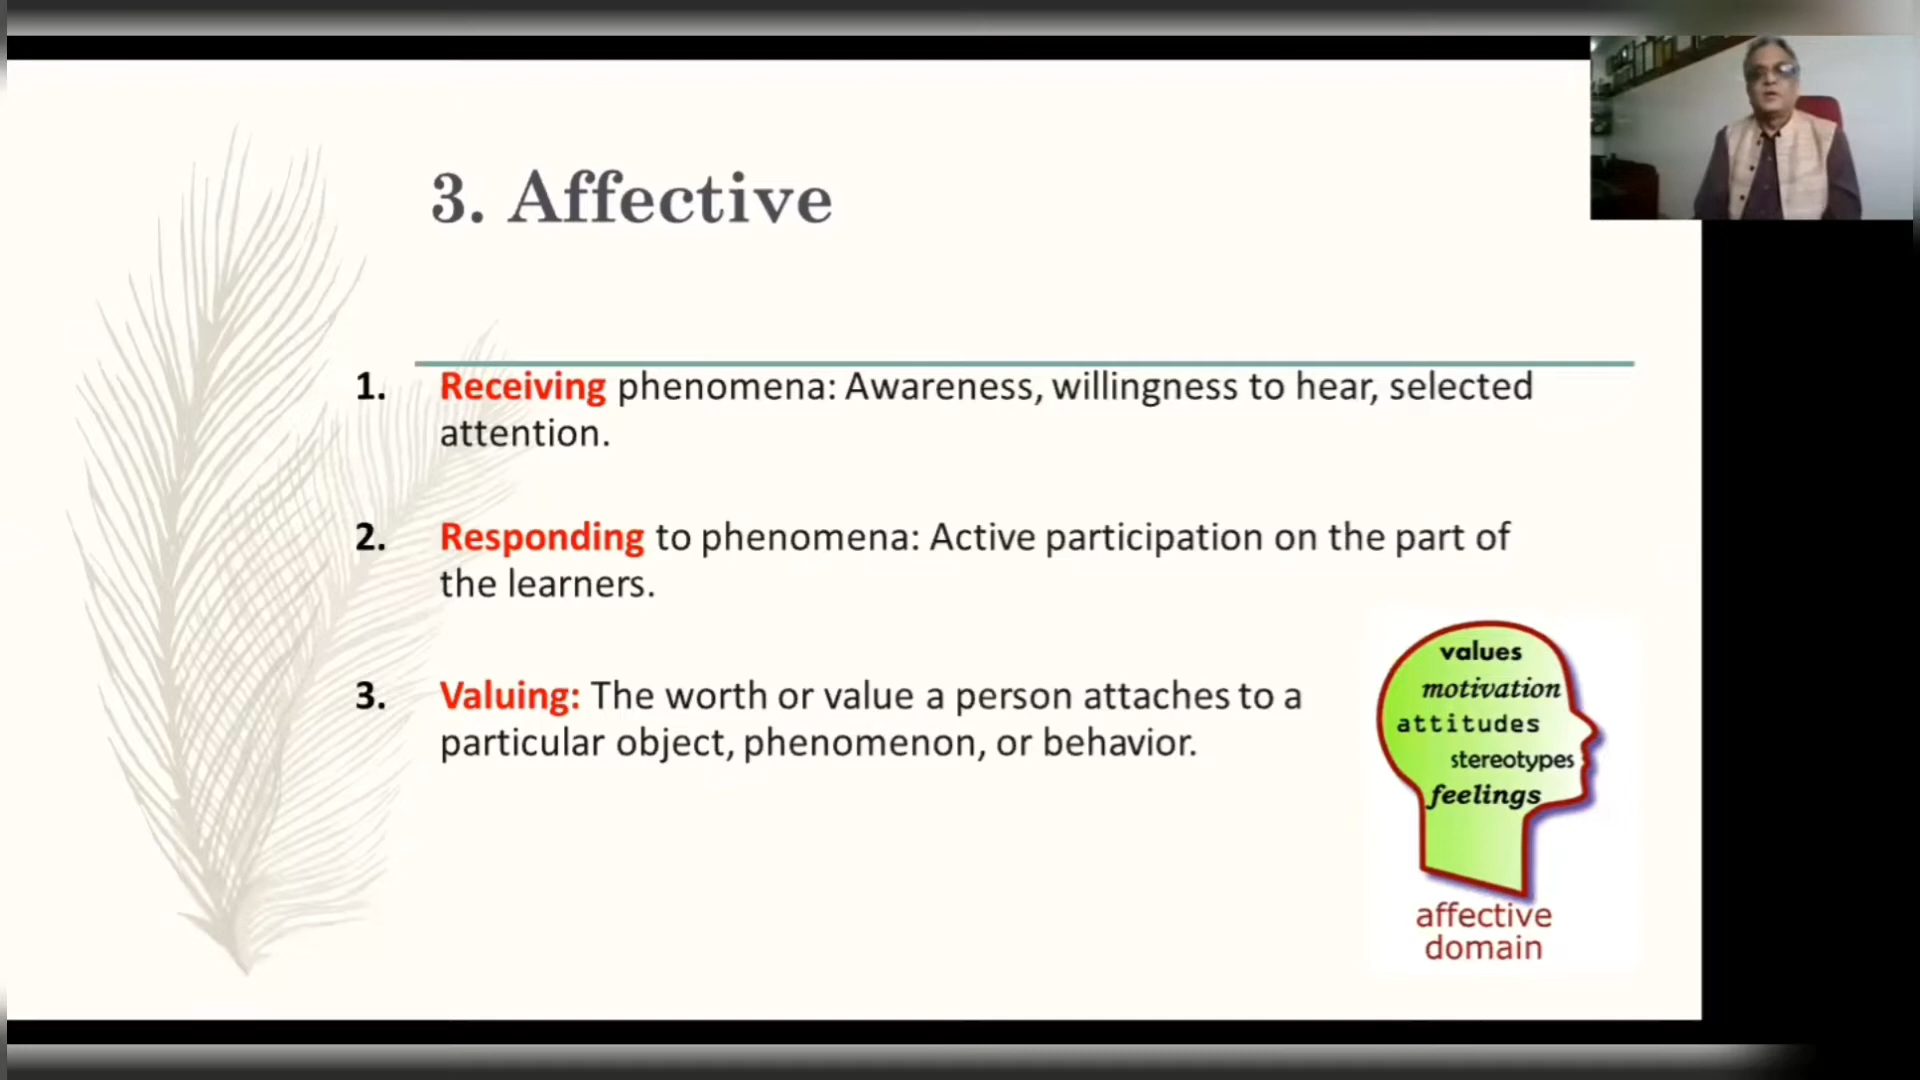 3. Affective
1. Receiving phenomena: Awareness, willingness to hear, selected
attention.
2. Responding to phenomena: Active participation on the part of
the learners.
3. Valuing: The worth or value a person attaches to a
particular object, phenomenon, or behavior.
values
motivation
attitudes
stereotypes
feelings
affective
domain